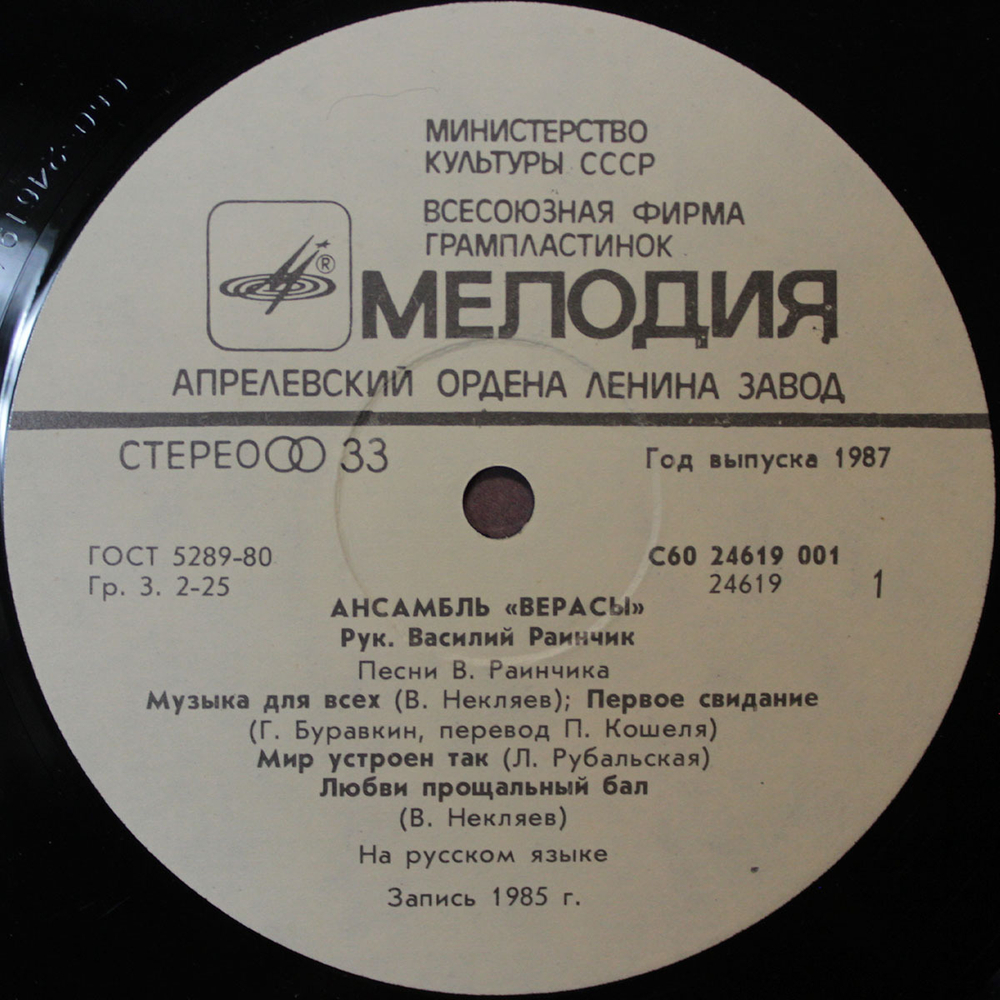 МИНИСТЕРСТВО
КУЛЬТУРЫ СССР
ВСЕСОЮЗНАЯ ФИРМА
ГРАМПЛАСТИНОК
®
МЕЛОДИЯ
АПРЕЛЕВСКИЙ ОРДЕНА ЛЕНИНА ЗАВОД
СТЕРЕО 33
Год выпуска 1987
ГОСТ 5289-80
Гр. 3. 2-25
С60 24619 001
24619
1
АНСАМБЛЬ «ВЕРАСЫ»
Рук. Василий Раинчик
Песни В. Раинчика
Музыка для всех (В. Некляев); Первое свидание
(Г. Буравкин, перевод П. Кошеля)
Мир устроен так (Л. Рубальская)
Любви прощальный бал
(В. Некляев)
На русском языке
Запись 1985 г.